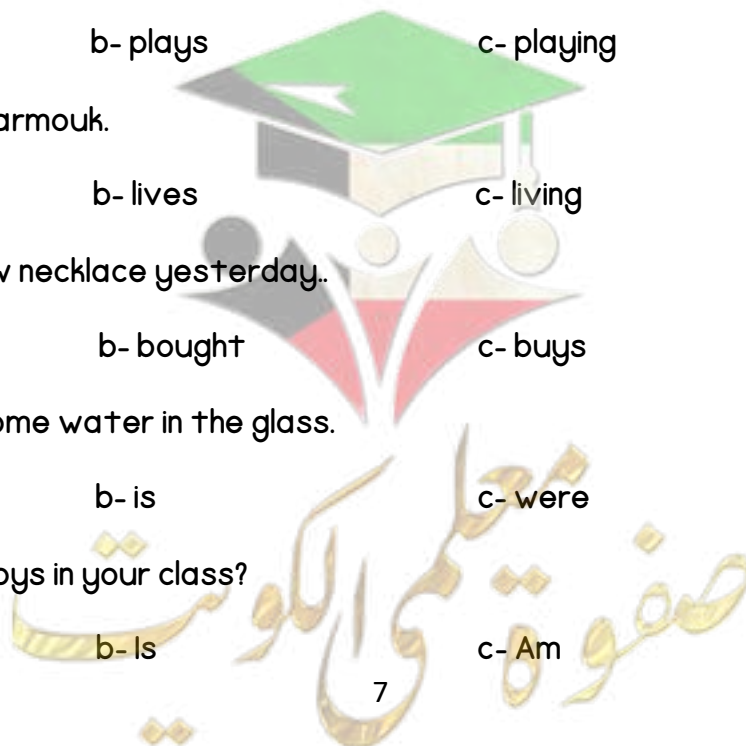 b- plays c- playing
armouk.
b- lives c- living
w necklace yesterday..
b- bought c- buys
ome water in the glass.
b- is c- were
oys in your class?
b- Is c- Am
صفوة معلمى الكويت
7